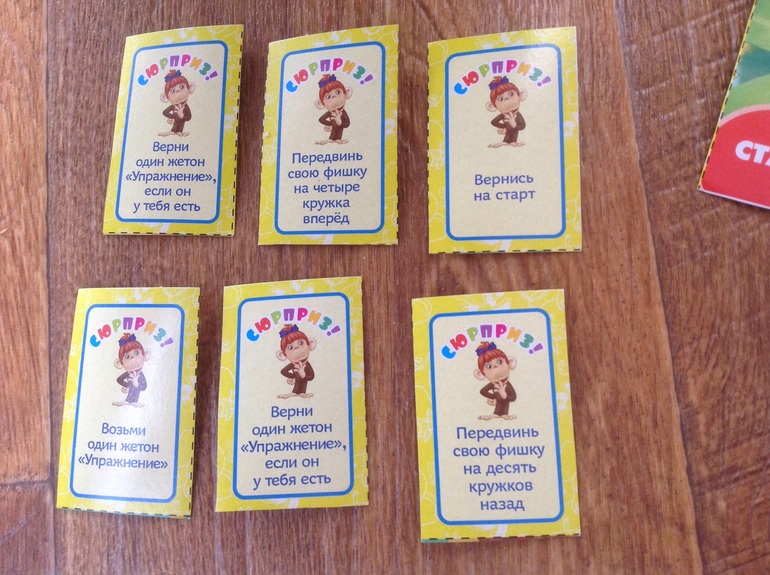 СЮРПРИЗ!
Верни
один жетон
«Упражнение»,
если он
у тебя есть
СЮРПРИЗ!
Передвинь
свою фишку
на четыре
кружка
вперёд
СЮРПРИЗ!
Вернись
на старт
СТА
СЮРПРИЗ!
Возьми
один жетон
«Упражнение»
СЮРПРИЗ!
Верни
один жетон
«Упражнение»,
если он
у тебя есть
СЮРПРИЗ!
Передвинь
свою фишку
на десять
кружков
назад